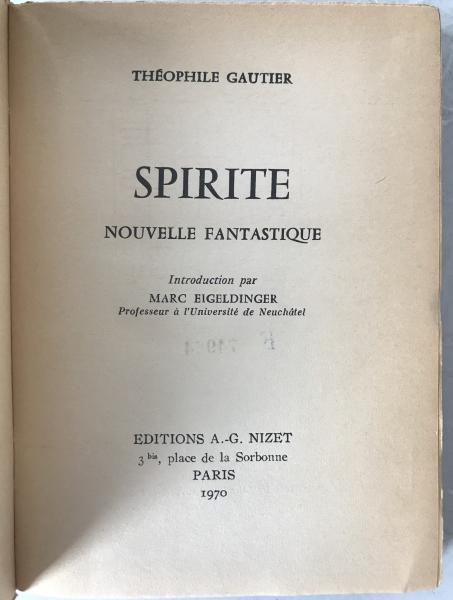 THÉOPHILE GAUTIER
SPIRITE
NOUVELLE FANTASTIQUE
Introduction par
MARC EIGELDINGER
Professeur à l'Université de Neuchâtel
EDITIONS A.-G. NIZET
3 bis, place de la Sorbonne
PARIS
1970